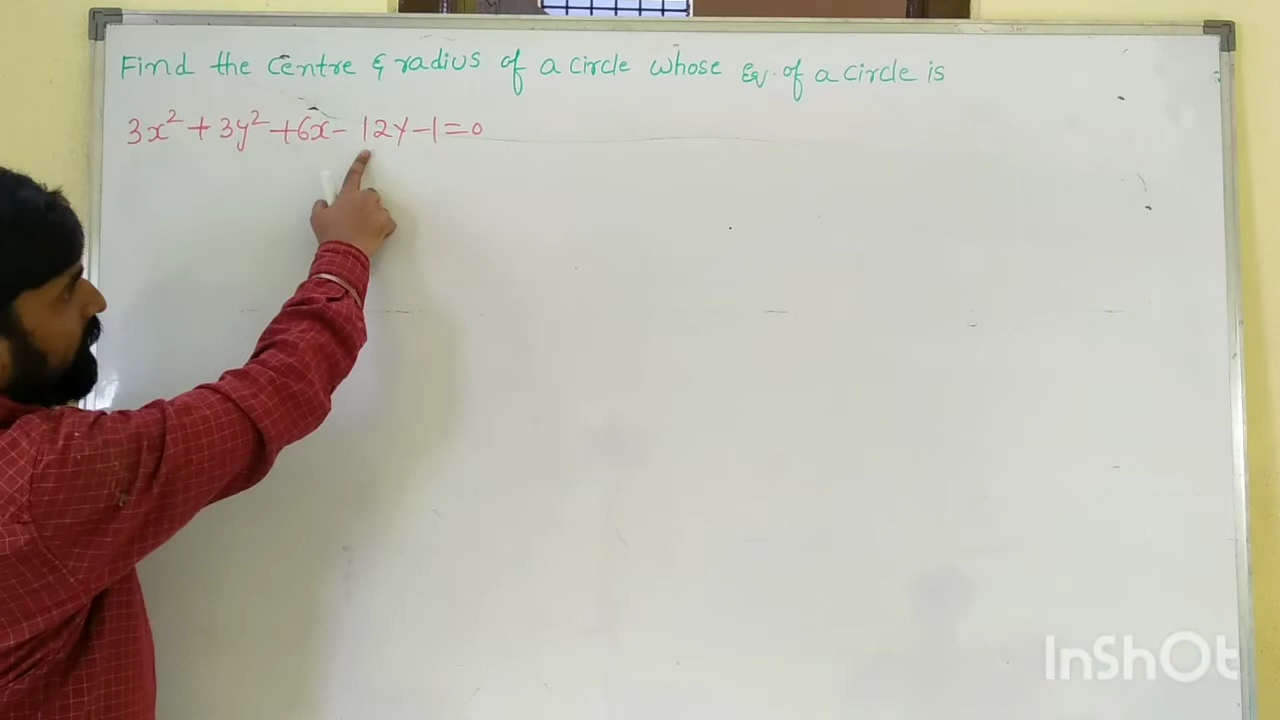 Find the Centre & radius of a circle whose Eq. of a circle is
3x² + 3y² + 6x - 12y - 1 = 0
InShOt